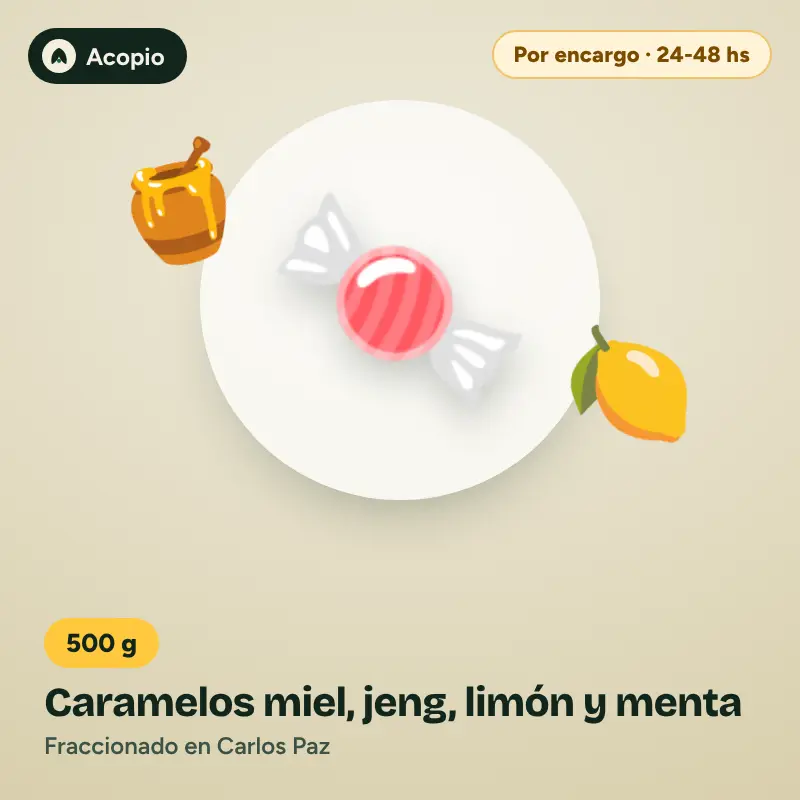 Acopio
Por encargo · 24-48 hs
500 g
Caramelos miel, jeng, limón y menta
Fraccionado en Carlos Paz